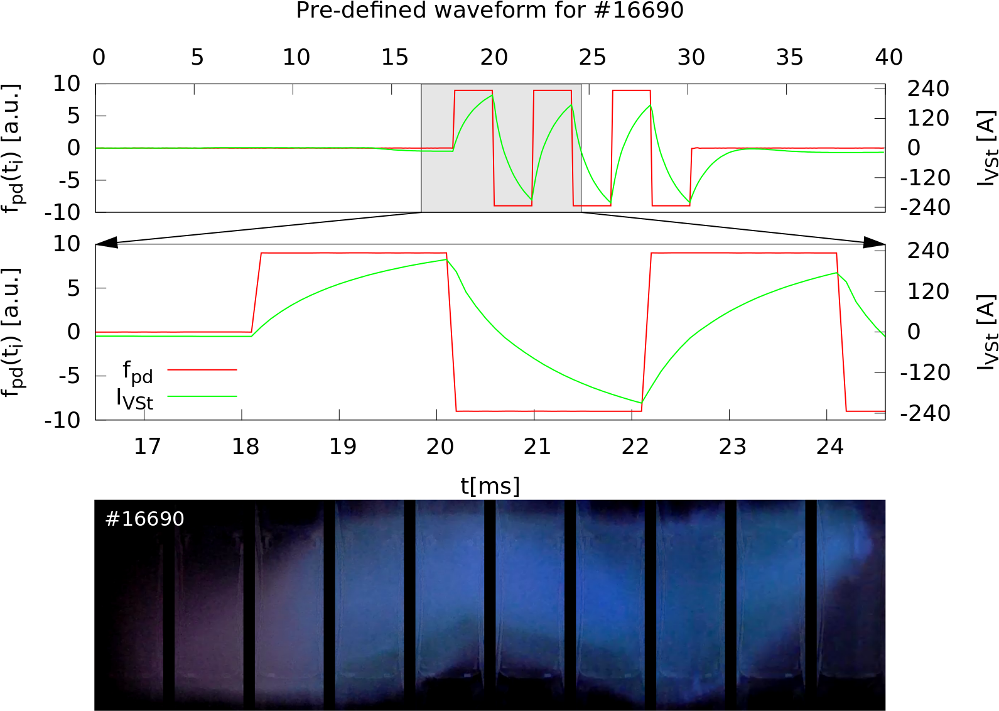 Pre-defined waveform for #16690
0 5 10 15 20 25 30 35 40
f_pd(t_i) [a.u.]
10
5
0
-5
-10
240
120
0
-120
-240
I_VSt [A]
f_pd(t_i) [a.u.]
10
5
0
-5
-10
f_pd
I_VSt
240
120
0
-120
-240
I_VSt [A]
17 18 19 20 21 22 23 24
t[ms]
#16690